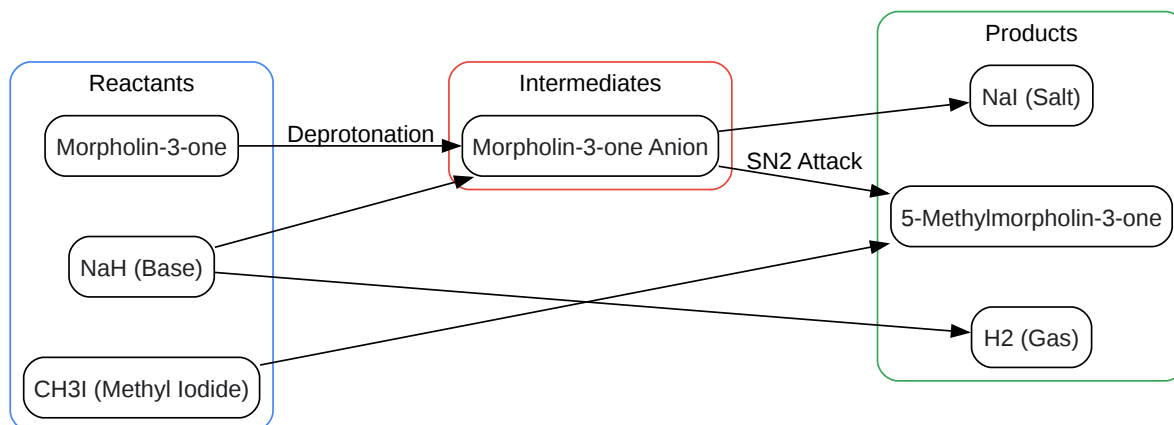 Reactants
Morpholin-3-one
NaH (Base)
CH3I (Methyl Iodide)
Deprotonation
Intermediates
Morpholin-3-one Anion
SN2 Attack
Products
NaI (Salt)
5-Methylmorpholin-3-one
H2 (Gas)